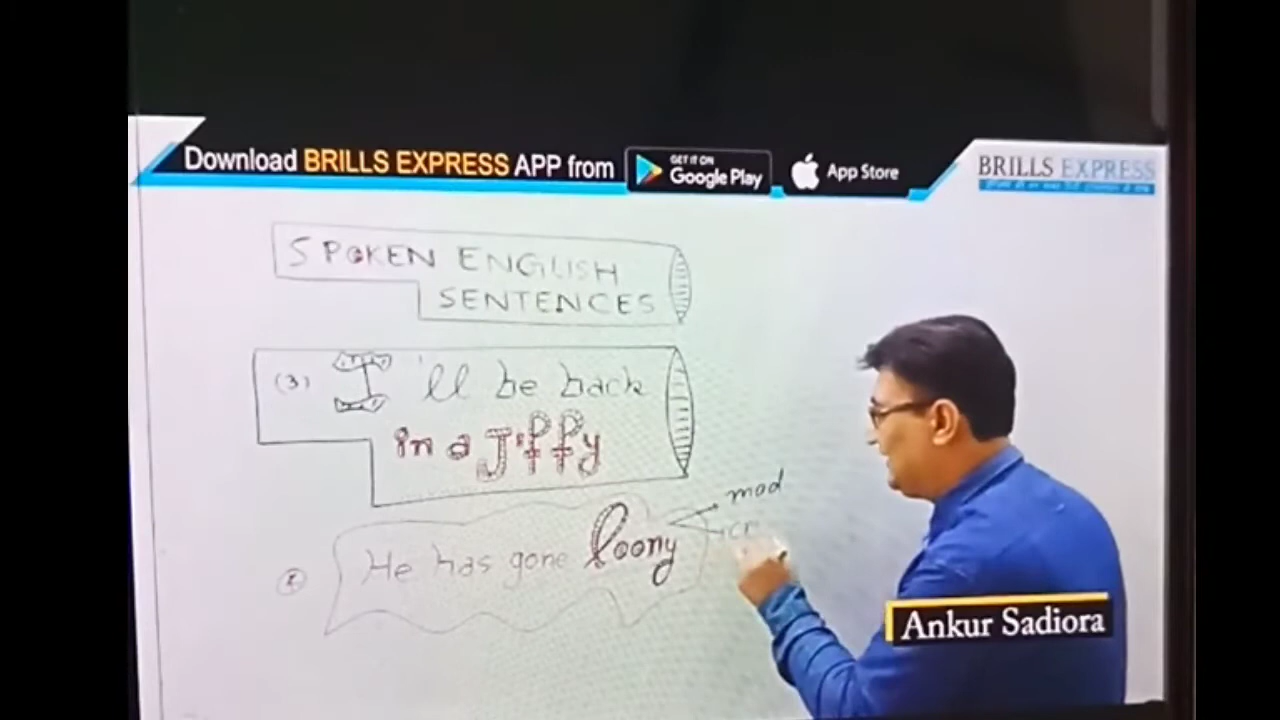 Download BRILLS EXPRESS APP from
GET IT ON
Google Play
App Store
BRILLS EXPRESS
SPOKEN ENGLISH
SENTENCES
(3) I'll be back
in a Jiffy
mad
He has gone loony
Ankur Sadiora